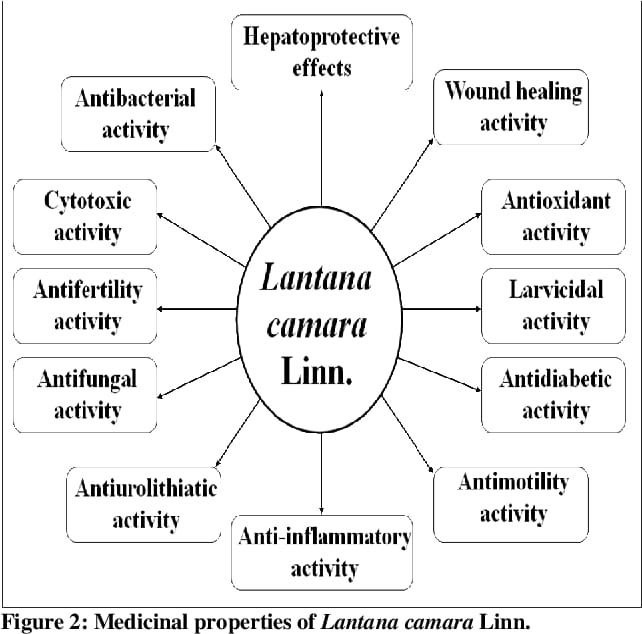 Hepatoprotective
effects
Wound healing
activity
Antioxidant
activity
Larvicidal
activity
Antidiabetic
activity
Antimotility
activity
Anti-inflammatory
activity
Antiurolithiatic
activity
Antifungal
activity
Antifertility
activity
Cytotoxic
activity
Antibacterial
activity
Lantana
camara
Linn.
Figure 2: Medicinal properties of Lantana camara Linn.